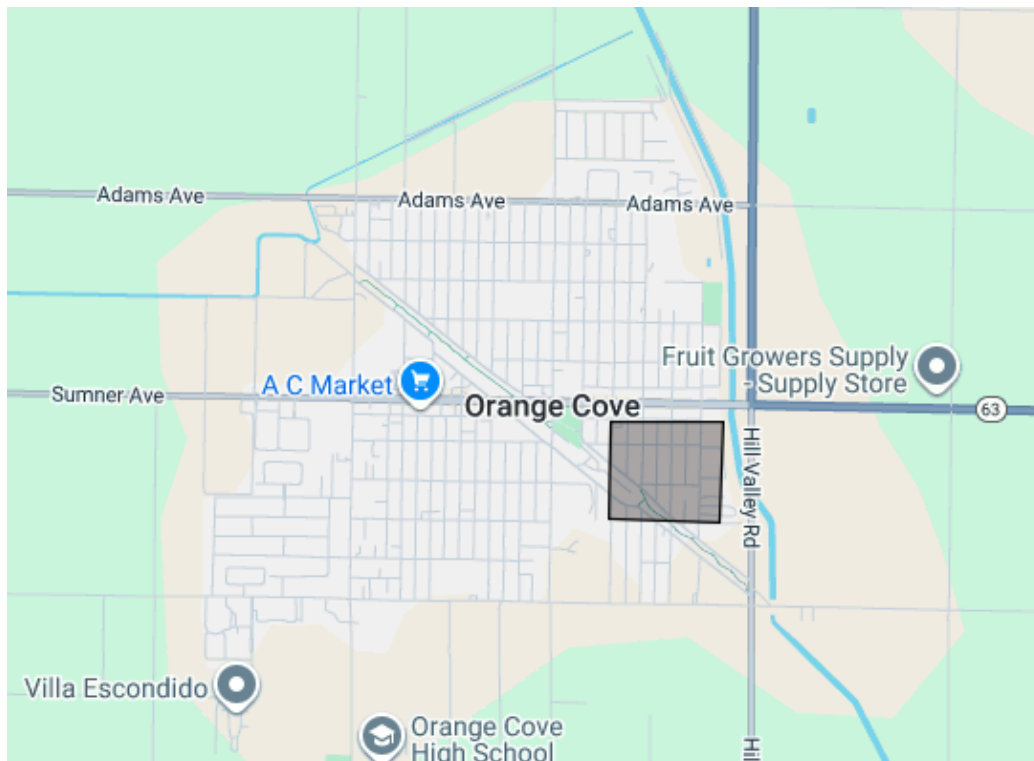 Adams Ave
Adams Ave
Adams Ave
Fruit Growers Supply
- Supply Store
A C Market
Sumner Ave
Orange Cove
63
Hill Valley Rd
Villa Escondido
Orange Cove
High School
Hil